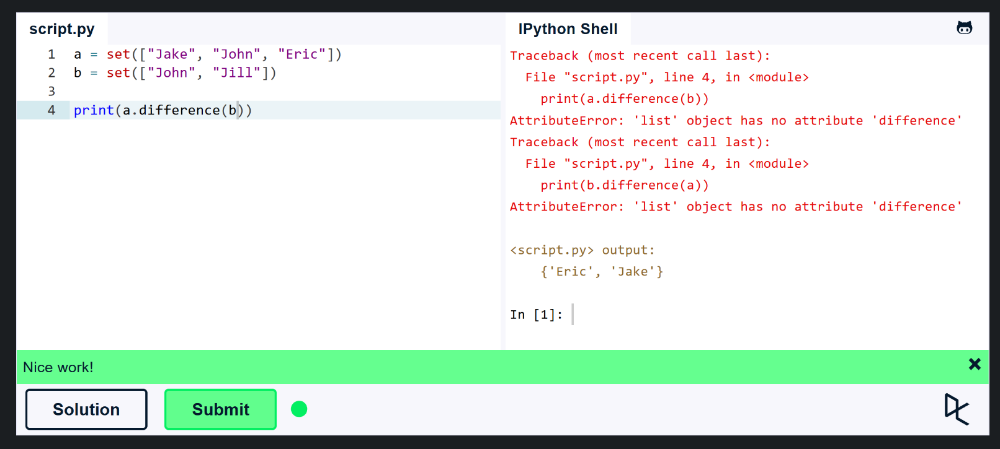 script.py
1 a = set(["Jake", "John", "Eric"])
2 b = set(["John", "Jill"])
3
4 print(a.difference(b))
IPython Shell
Traceback (most recent call last):
  File "script.py", line 4, in <module>
    print(a.difference(b))
AttributeError: 'list' object has no attribute 'difference'
Traceback (most recent call last):
  File "script.py", line 4, in <module>
    print(b.difference(a))
AttributeError: 'list' object has no attribute 'difference'
<script.py> output:
    {'Eric', 'Jake'}
In [1]:
Nice work!
Solution
Submit